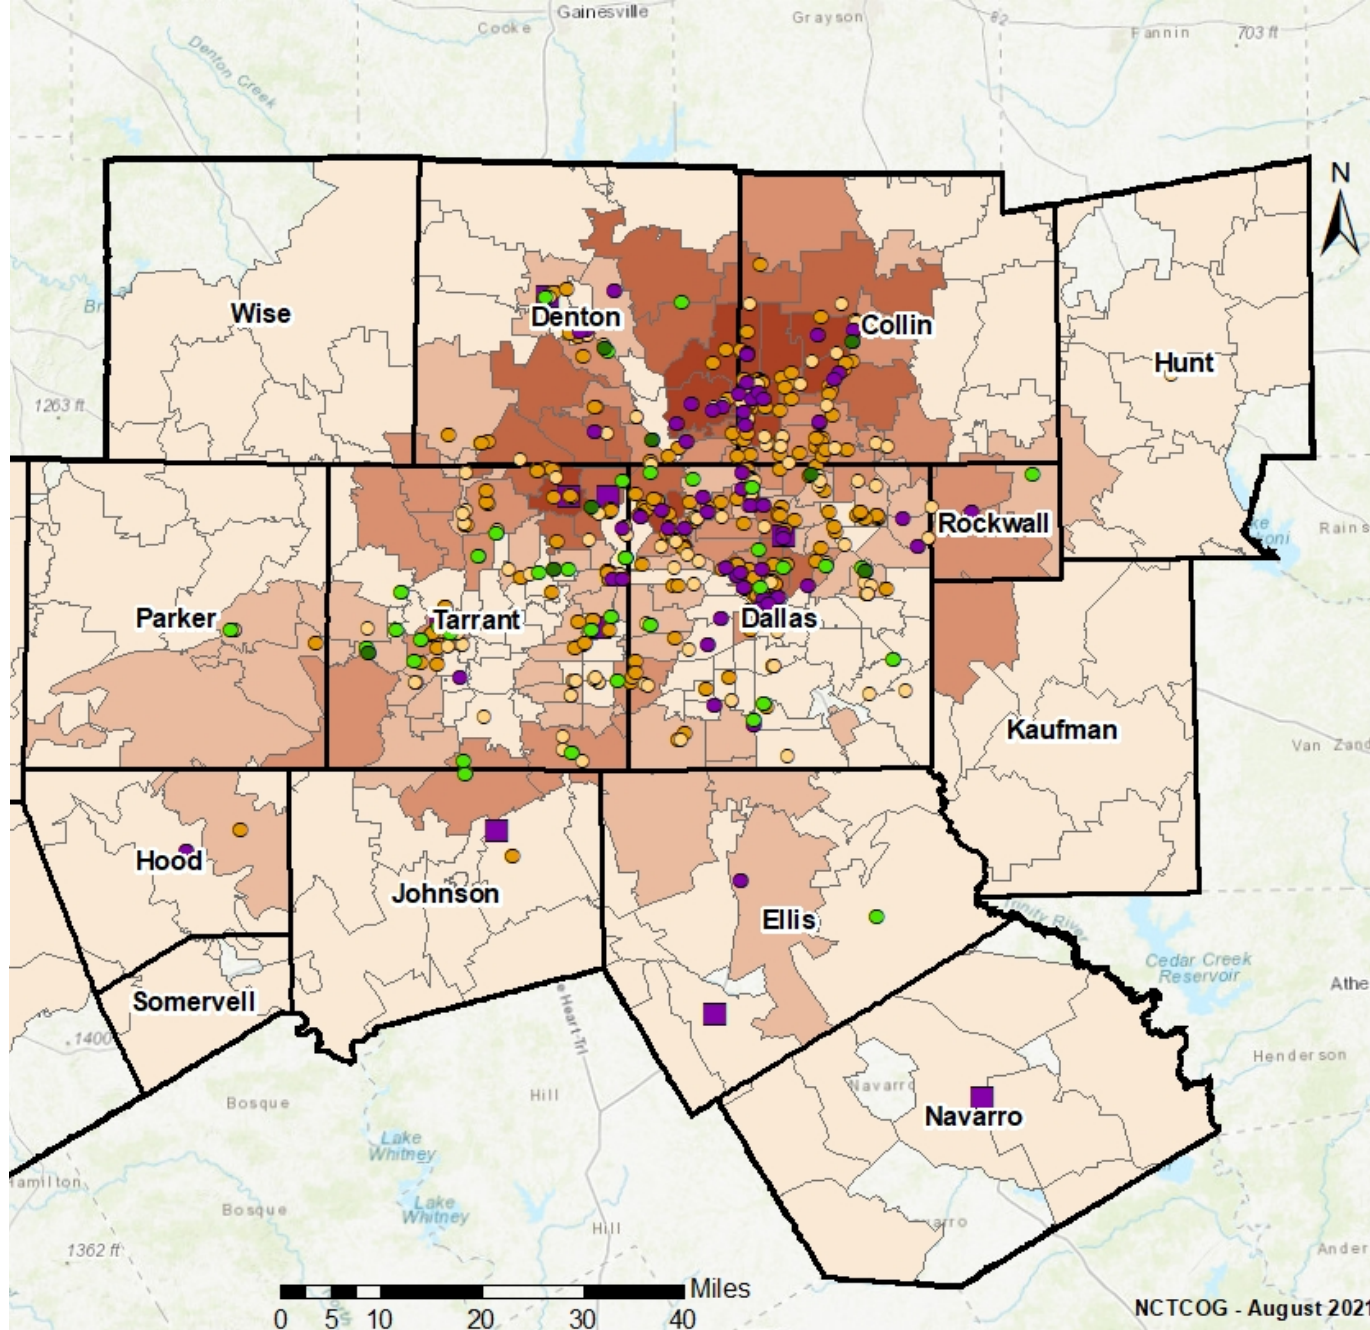 Gainesville
Cooke
Grayson
82
Fannin
703 ft
Denton Creek
N
Wise
Denton
Collin
Hunt
1263 ft
Rockwall
Rains
Parker
Tarrant
Dallas
Kaufman
Van Zand
Hood
Johnson
Ellis
Trinity River
Cedar Creek
Reservoir
Athe
Somervell
1400
Henderson
Bosque
Hill
Navarro
Navarro
Lake
Whitney
Hamilton
Bosque
Lake
Whitney
Hill
1362 ft
Ander
Miles
0 5 10 20 30 40
NCTCOG - August 2021